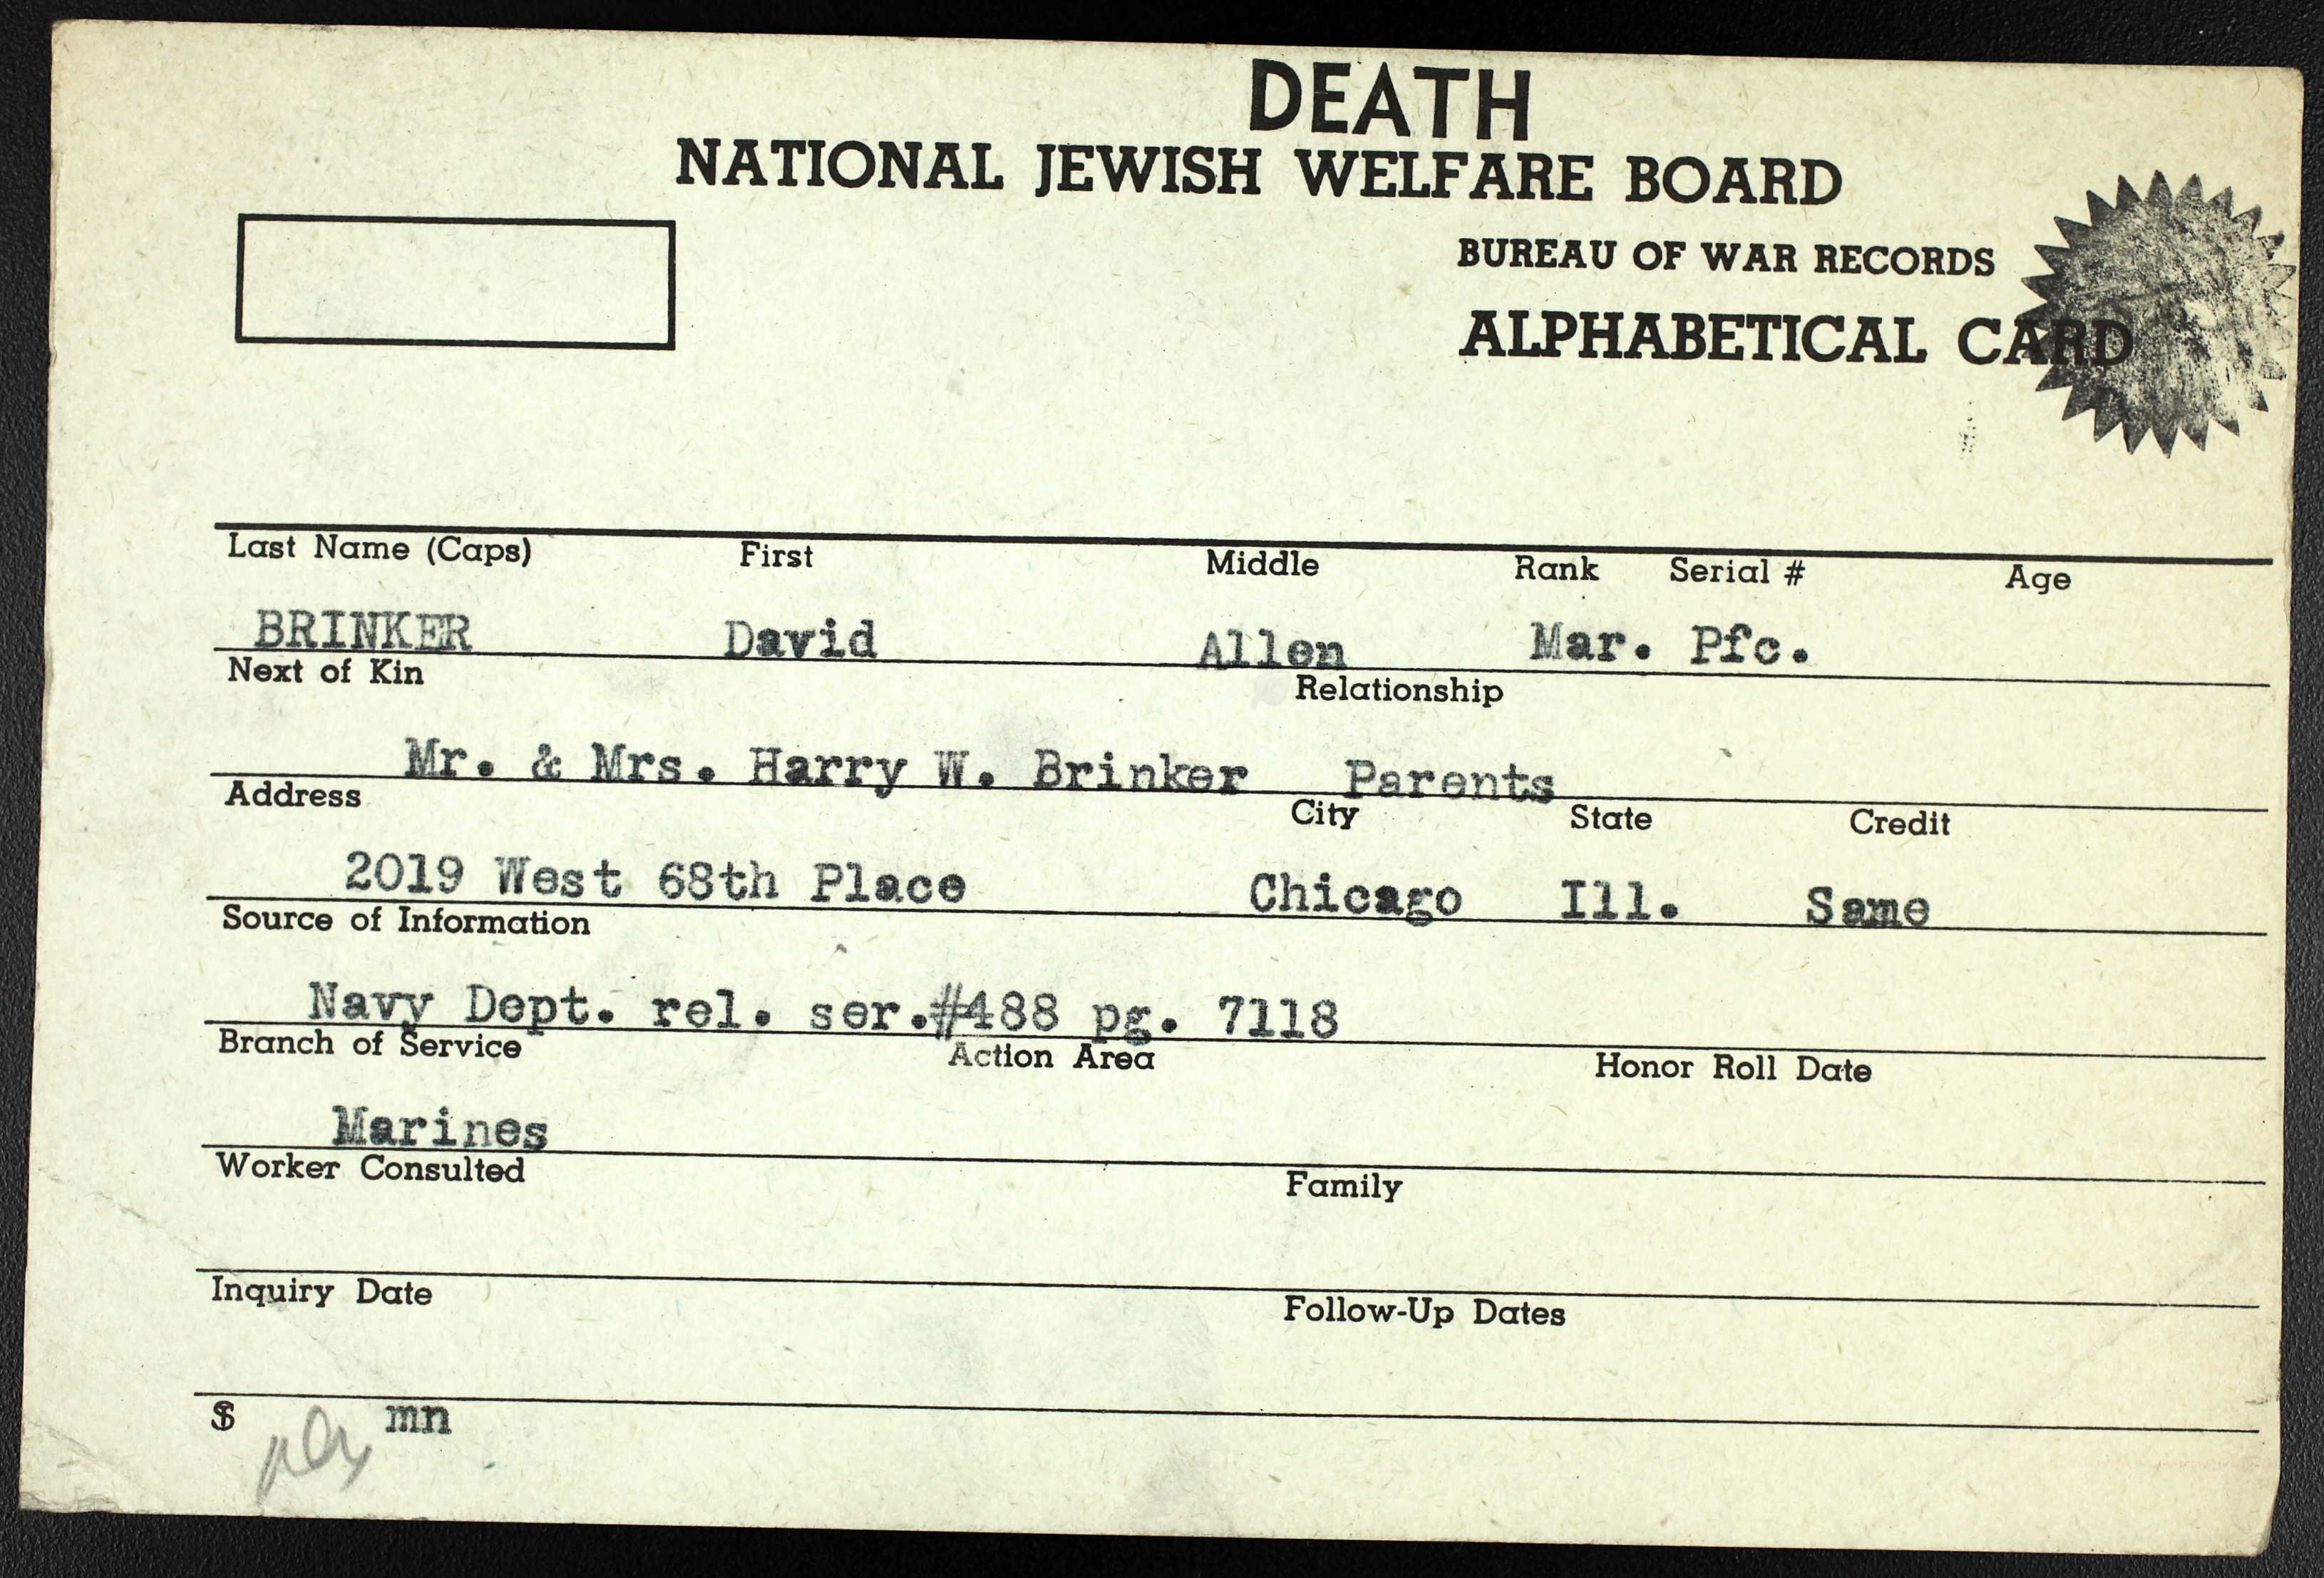 DEATH
NATIONAL JEWISH WELFARE BOARD
BUREAU OF WAR RECORDS
ALPHABETICAL CARD
Last Name (Caps) First Middle Rank Serial # Age
BRINKER David Allen Mar. Pfc.
Next of Kin Relationship
Mr. & Mrs. Harry W. Brinker Parents
Address City State Credit
2019 West 68th Place Chicago Ill. Same
Source of Information
Navy Dept. rel. ser.#488 pg. 7118
Branch of Service Action Area Honor Roll Date
Marines
Worker Consulted Family
Inquiry Date Follow-Up Dates
$ mn